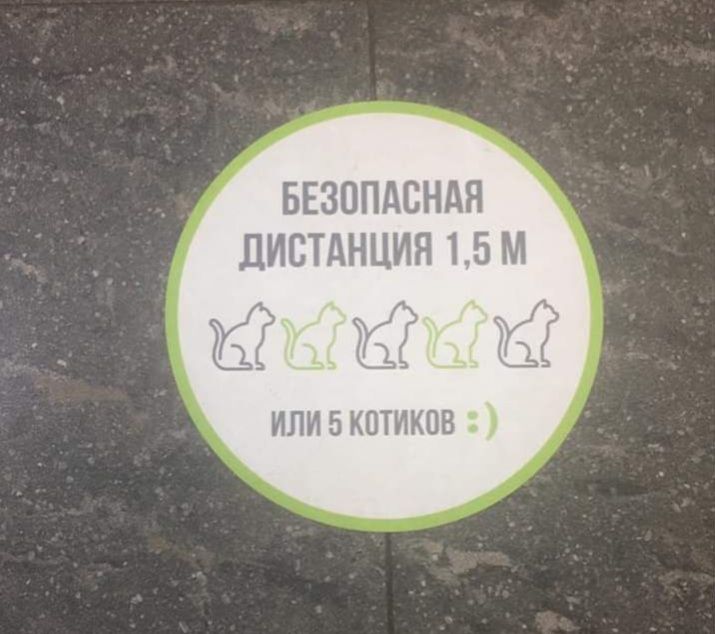 БЕЗОПАСНАЯ
ДИСТАНЦИЯ 1,5 М
ИЛИ 5 КОТИКОВ :)